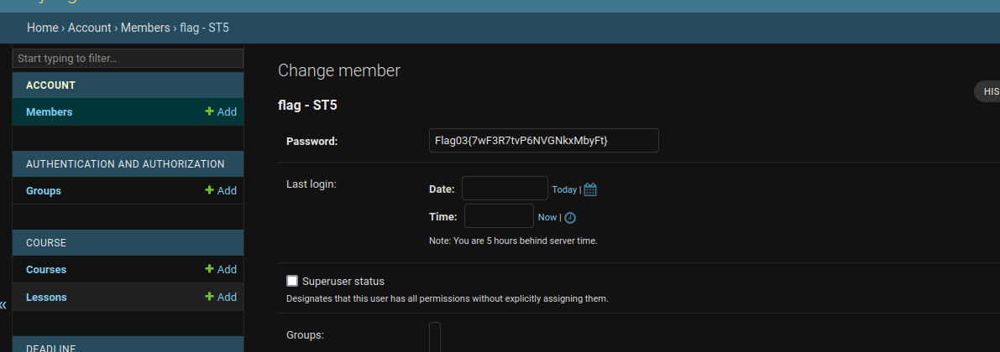 Home › Account › Members › flag - ST5
Start typing to filter...
ACCOUNT
Members + Add
AUTHENTICATION AND AUTHORIZATION
Groups + Add
COURSE
Courses + Add
Lessons + Add
«
DEADLINE
Change member
HIS
flag - ST5
Password: Flag03{7wF3R7tvP6NVGNkxMbyFt}
Last login:
Date: Today |
Time: Now |
Note: You are 5 hours behind server time.
Superuser status
Designates that this user has all permissions without explicitly assigning them.
Groups: